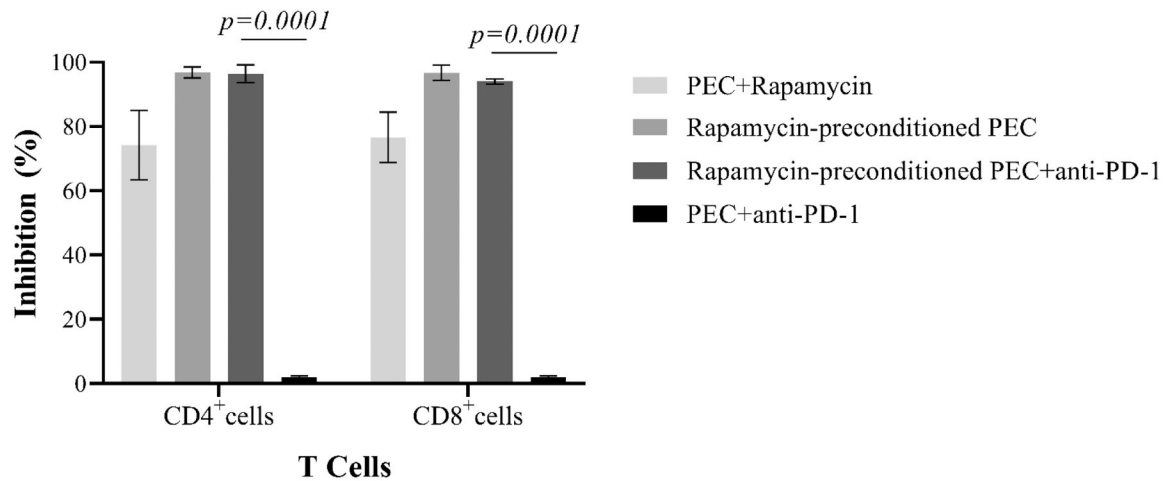 p=0.0001
p=0.0001
100
80
60
40
20
0
Inhibition (%)
CD4⁺cells
CD8⁺cells
T Cells
PEC+Rapamycin
Rapamycin-preconditioned PEC
Rapamycin-preconditioned PEC+anti-PD-1
PEC+anti-PD-1